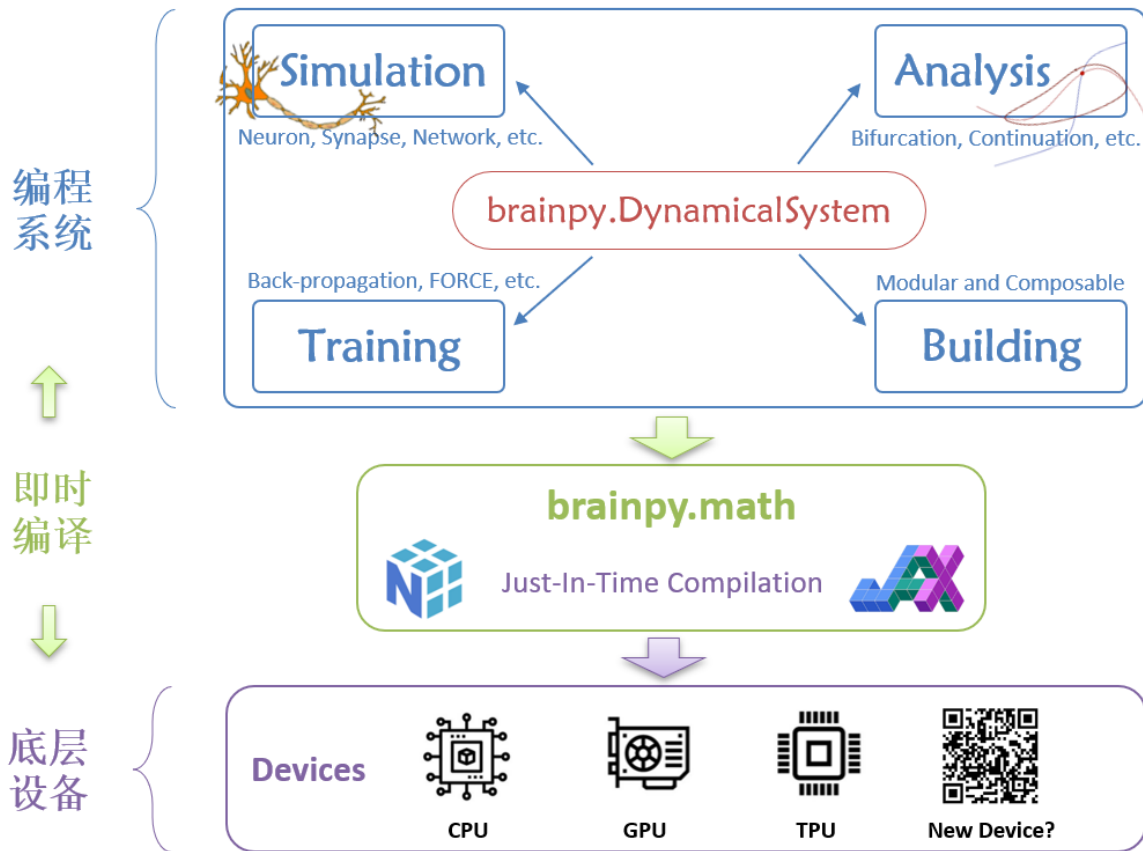 编程
系统
Simulation
Neuron, Synapse, Network, etc.
Analysis
Bifurcation, Continuation, etc.
brainpy.DynamicalSystem
Back-propagation, FORCE, etc.
Training
Modular and Composable
Building
即时
编译
brainpy.math
N
Just-In-Time Compilation
JAX
底层
设备
Devices
CPU
GPU
TPU
New Device?